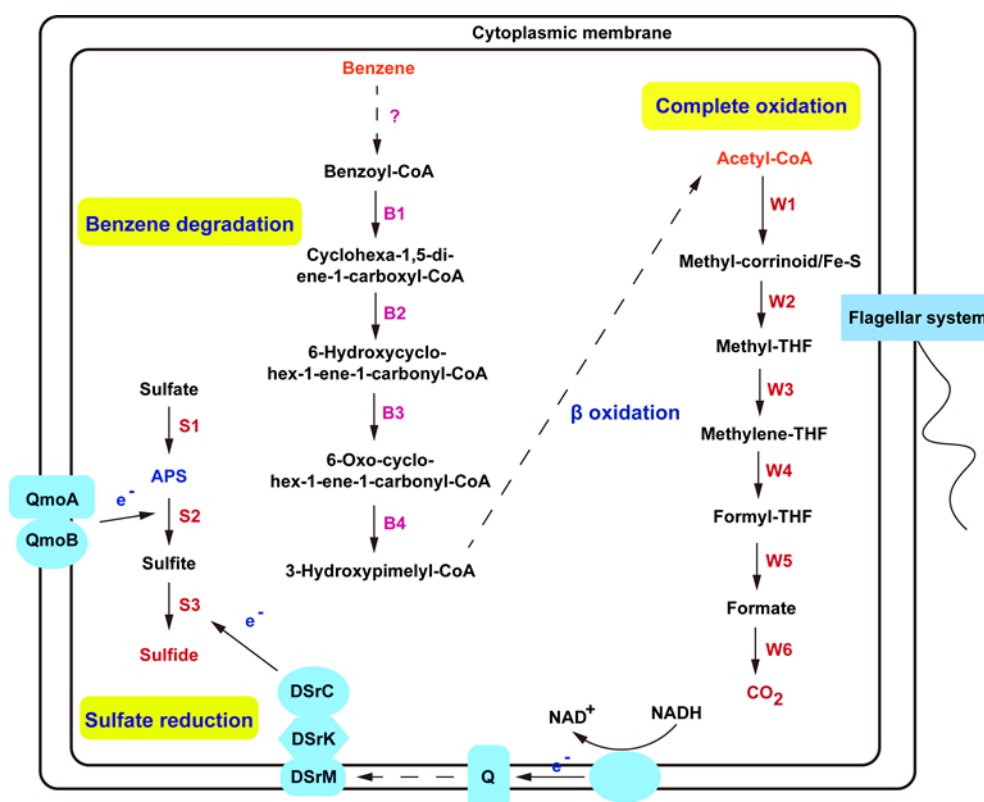 Cytoplasmic membrane
Benzene
?
Benzoyl-CoA
B1
Cyclohexa-1,5-di-
ene-1-carboxyl-CoA
B2
6-Hydroxycyclo-
hex-1-ene-1-carbonyl-CoA
B3
6-Oxo-cyclo-
hex-1-ene-1-carbonyl-CoA
B4
3-Hydroxypimelyl-CoA
Benzene degradation
β oxidation
Complete oxidation
Acetyl-CoA
W1
Methyl-corrinoid/Fe-S
W2
Methyl-THF
W3
Methylene-THF
W4
Formyl-THF
W5
Formate
W6
CO₂
Flagellar system
Sulfate
S1
APS
QmoA
QmoB
e⁻
S2
Sulfite
S3
e⁻
Sulfide
Sulfate reduction
DSrC
DSrK
DSrM
Q
e⁻
NAD⁺
NADH